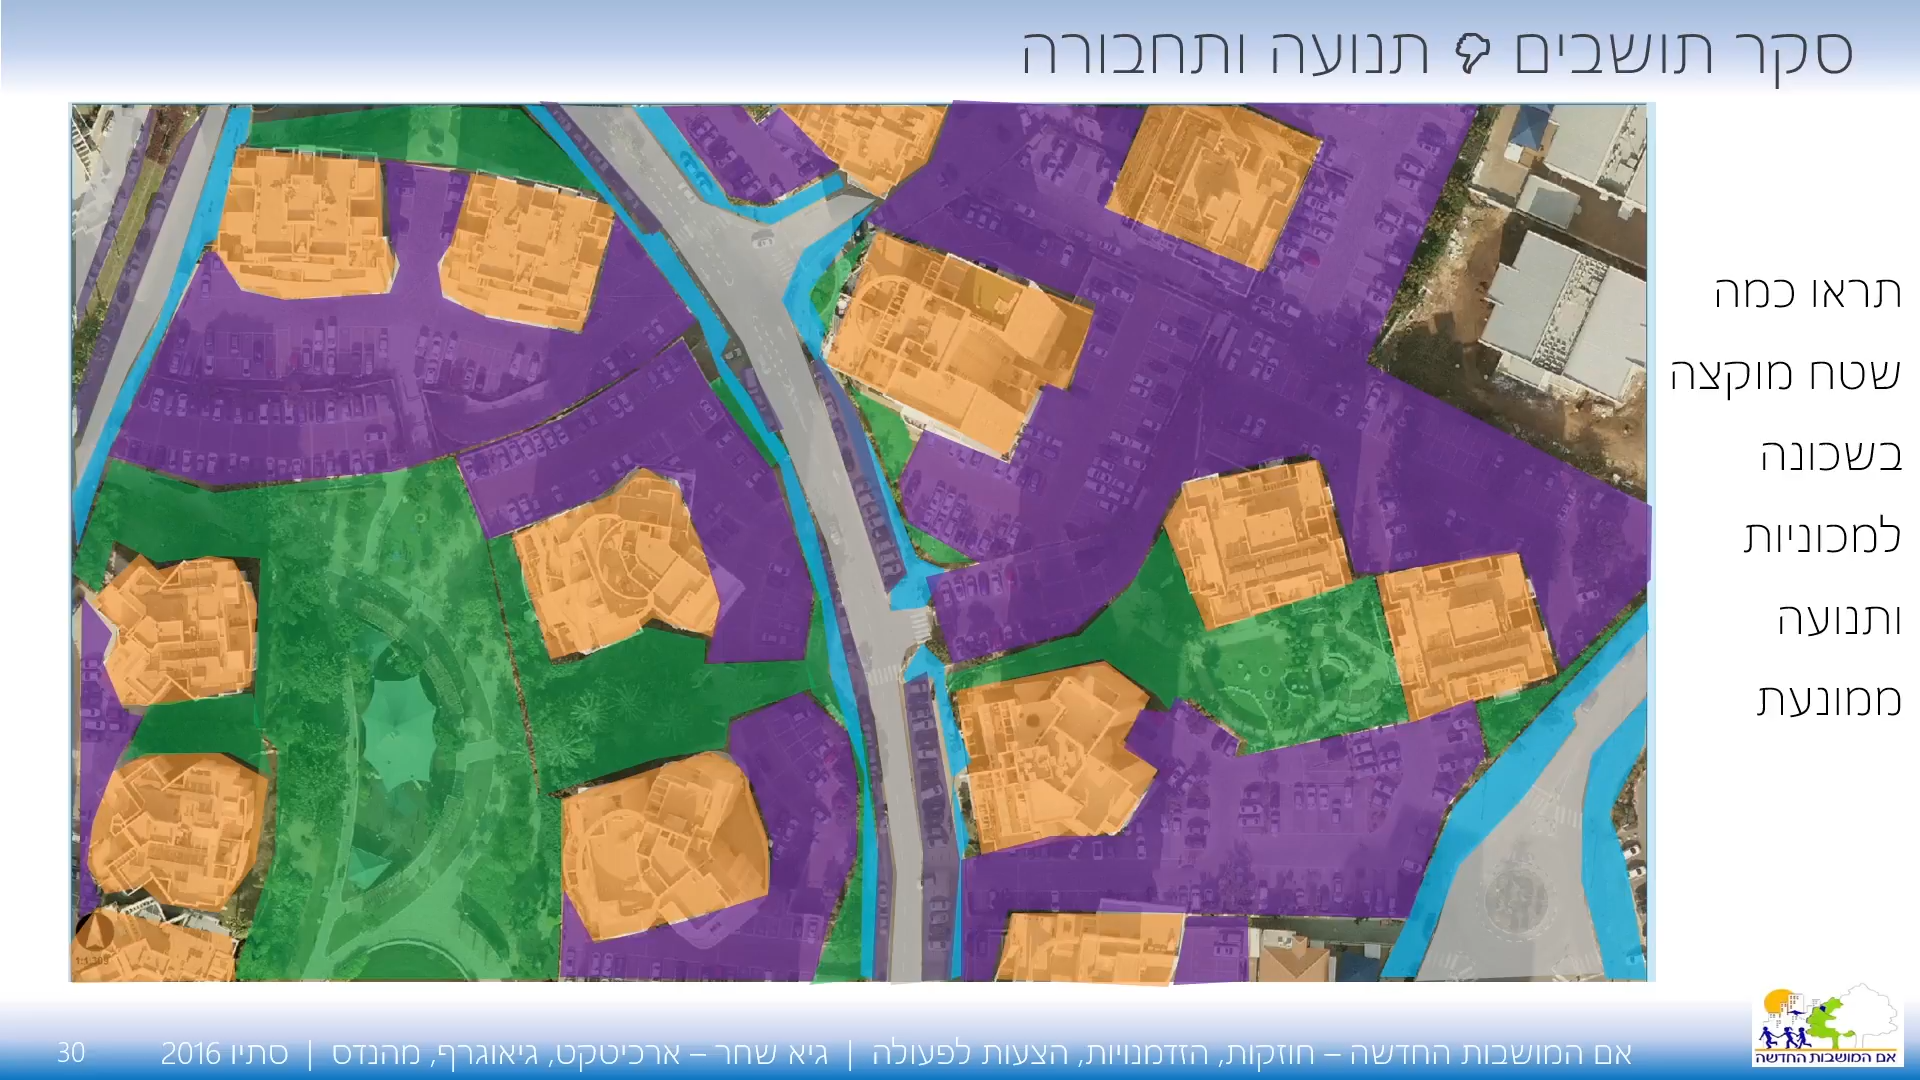 סקר תושבים 👎 תנועה ותחבורה
תראו כמה
שטח מוקצה
בשכונה
למכוניות
ותנועה
ממונעת
אם המושבות החדשה
אם המושבות החדשה – חוזקות, הזדמנויות, הצעות לפעולה | גיא שחר – ארכיטקט, גיאוגרף, מהנדס | סתיו 2016
30